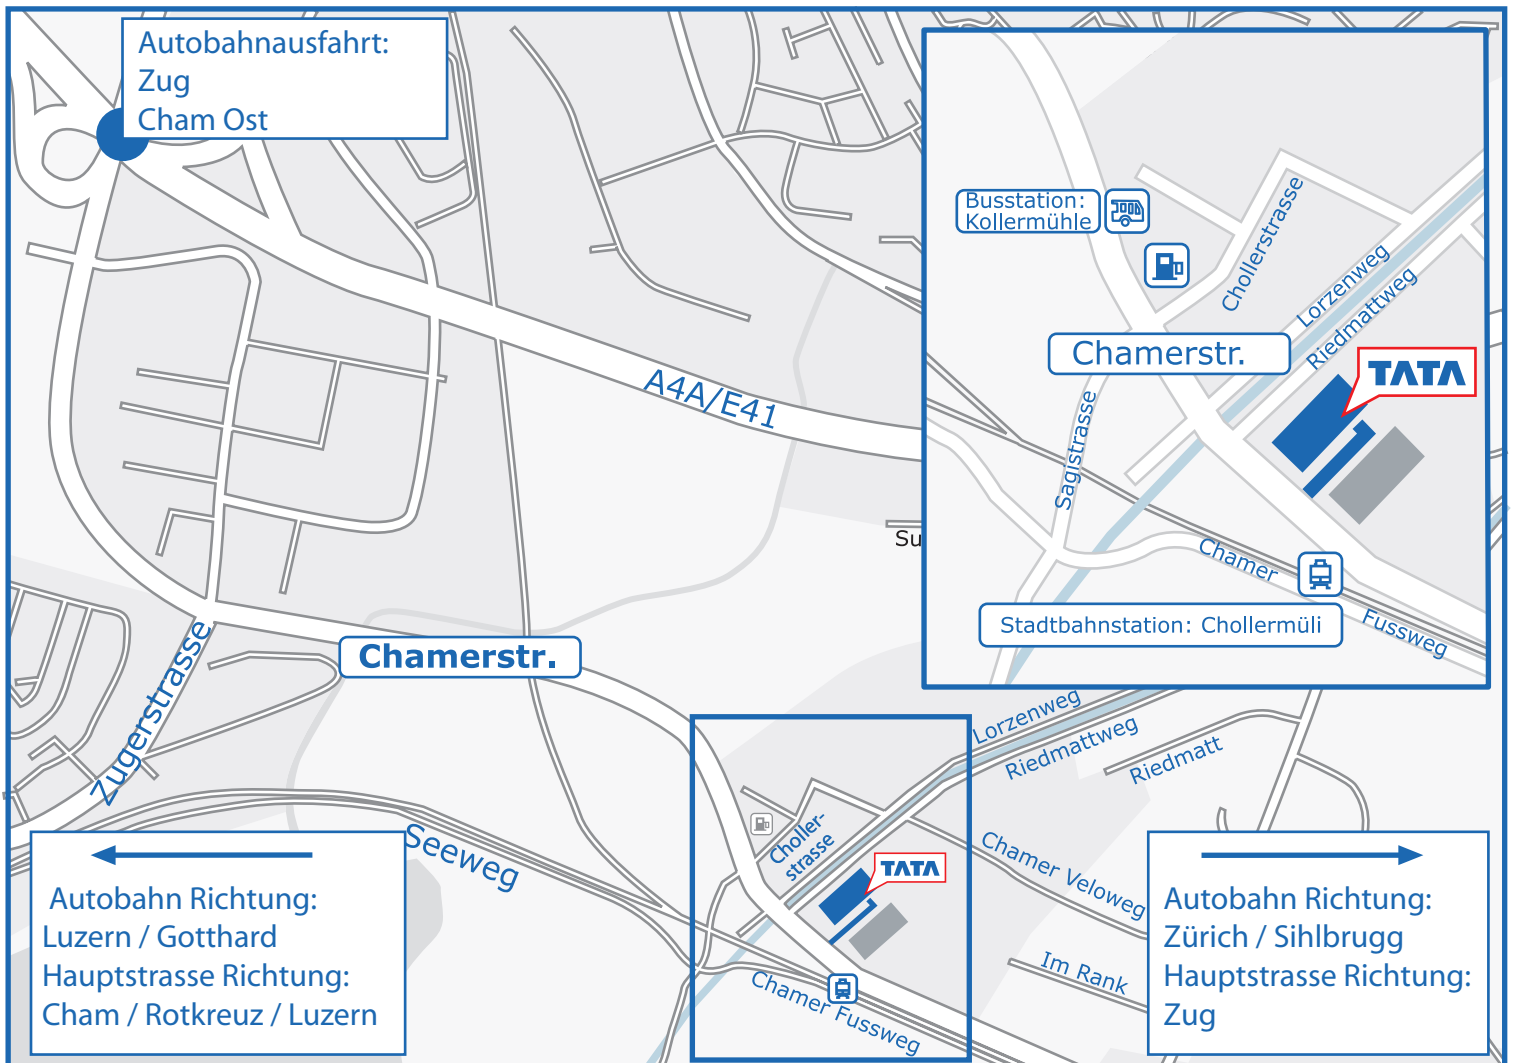 Autobahnausfahrt:
Zug
Cham Ost
Busstation:
Kollermühle
Chollerstrasse
Lorzenweg
Riedmattweg
Chamerstr.
TATA
Sagistrasse
A4A/E41
Su
Chamer
Fussweg
Stadtbahnstation: Chollermüli
Chamerstr.
Zugerstrasse
Lorzenweg
Riedmattweg
Riedmatt
Seeweg
Choller-
strasse
TATA
Chamer Veloweg
Im Rank
Chamer Fussweg
Autobahn Richtung:
Luzern / Gotthard
Hauptstrasse Richtung:
Cham / Rotkreuz / Luzern
Autobahn Richtung:
Zürich / Sihlbrugg
Hauptstrasse Richtung:
Zug